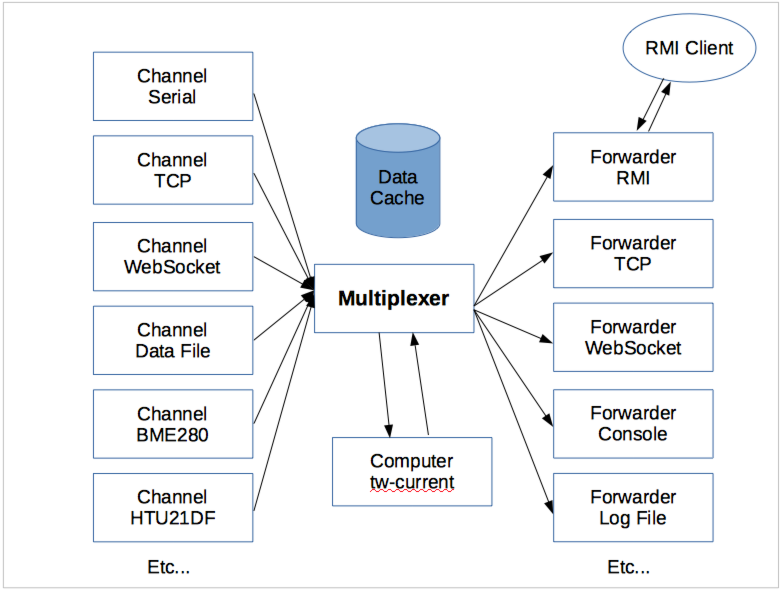 Channel
Serial
Channel
TCP
Channel
WebSocket
Channel
Data File
Channel
BME280
Channel
HTU21DF
Etc...
Data
Cache
Multiplexer
Computer
tw-current
RMI Client
Forwarder
RMI
Forwarder
TCP
Forwarder
WebSocket
Forwarder
Console
Forwarder
Log File
Etc...